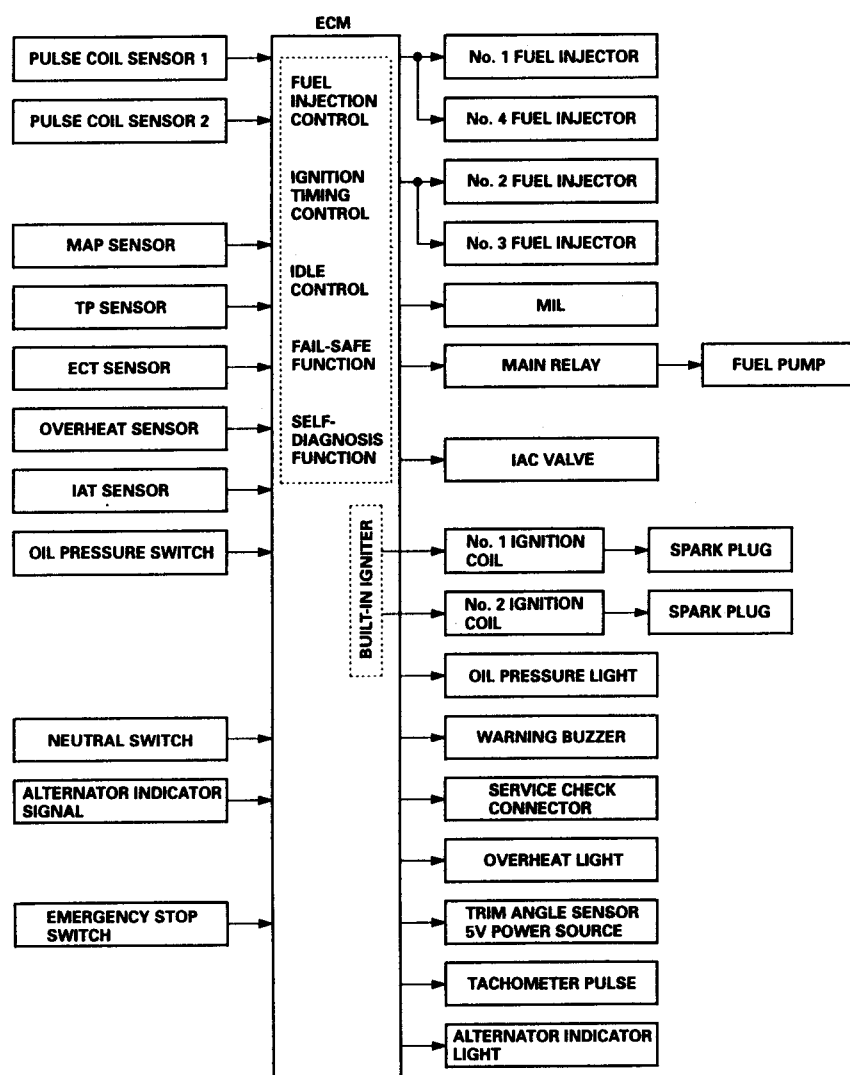 ECM
PULSE COIL SENSOR 1
PULSE COIL SENSOR 2
MAP SENSOR
TP SENSOR
ECT SENSOR
OVERHEAT SENSOR
IAT SENSOR
OIL PRESSURE SWITCH
NEUTRAL SWITCH
ALTERNATOR INDICATOR
SIGNAL
EMERGENCY STOP
SWITCH
FUEL
INJECTION
CONTROL
IGNITION
TIMING
CONTROL
IDLE
CONTROL
FAIL-SAFE
FUNCTION
SELF-
DIAGNOSIS
FUNCTION
BUILT-IN IGNITER
No. 1 FUEL INJECTOR
No. 4 FUEL INJECTOR
No. 2 FUEL INJECTOR
No. 3 FUEL INJECTOR
MIL
MAIN RELAY
FUEL PUMP
IAC VALVE
No. 1 IGNITION
COIL
SPARK PLUG
No. 2 IGNITION
COIL
SPARK PLUG
OIL PRESSURE LIGHT
WARNING BUZZER
SERVICE CHECK
CONNECTOR
OVERHEAT LIGHT
TRIM ANGLE SENSOR
5V POWER SOURCE
TACHOMETER PULSE
ALTERNATOR INDICATOR
LIGHT